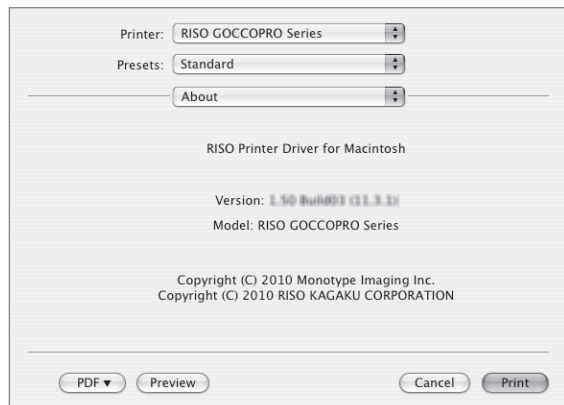 Printer: RISO GOCCOPRO Series
Presets: Standard
About
RISO Printer Driver for Macintosh
Version:
Model: RISO GOCCOPRO Series
Copyright (C) 2010 Monotype Imaging Inc.
Copyright (C) 2010 RISO KAGAKU CORPORATION
PDF ▼ Preview Cancel Print